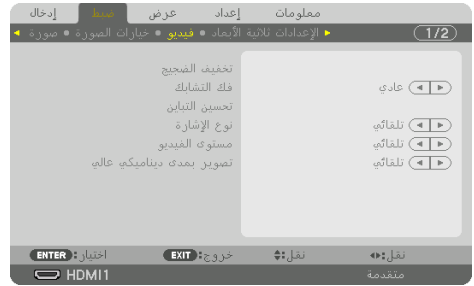 إدخال ضبط عرض إعداد معلومات
صورة • خيارات الصورة • فيديو • الإعدادات ثلاثية الأبعاد 1/2
تخفيف الضجيج
فك التشابك عادي
تحسين التباين
نوع الإشارة تلقائي
مستوى الفيديو تلقائي
تصوير بمدى ديناميكي عالي تلقائي
ENTER :اختيار EXIT :خروج نقل: نقل:
HDMI1 متقدمة